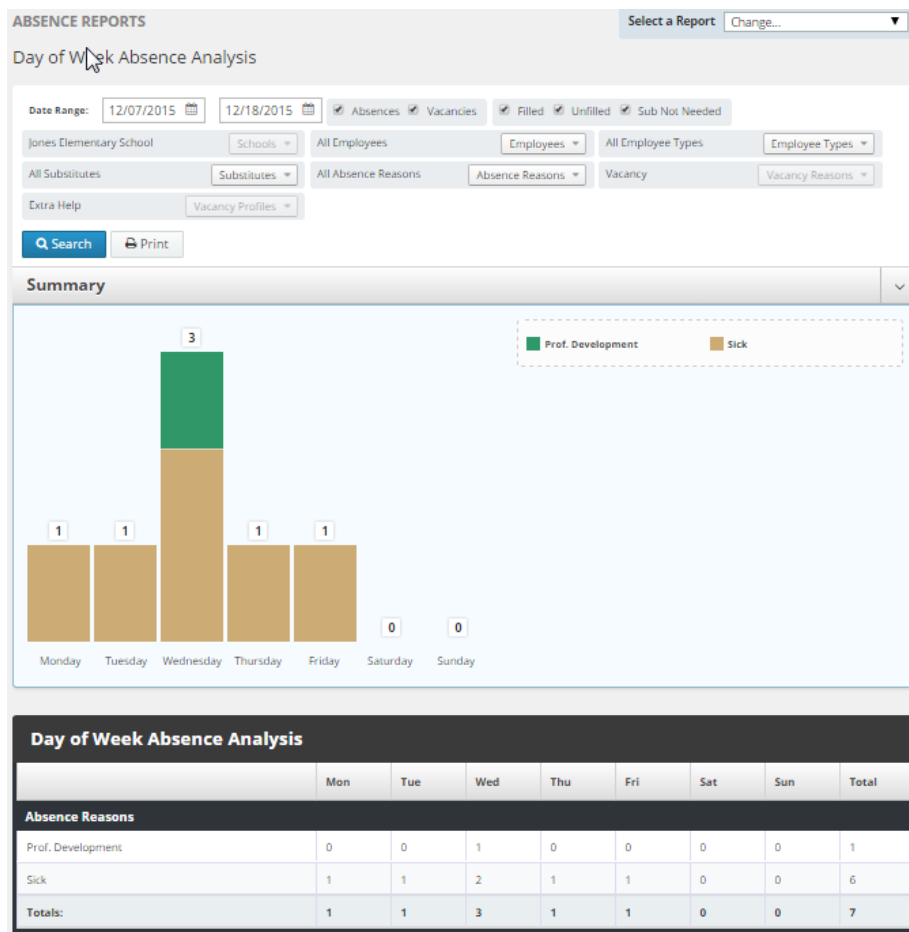 ABSENCE REPORTS
Select a Report Change...
Day of Week Absence Analysis
Date Range: 12/07/2015 12/18/2015 Absences Vacancies Filled Unfilled Sub Not Needed
Jones Elementary School Schools All Employees Employees All Employee Types Employee Types
All Substitutes Substitutes All Absence Reasons Absence Reasons Vacancy Vacancy Reasons
Extra Help Vacancy Profiles
Search Print
Summary
3
Prof. Development Sick
1 1 1 1
0 0
Monday Tuesday Wednesday Thursday Friday Saturday Sunday
Day of Week Absence Analysis
Mon Tue Wed Thu Fri Sat Sun Total
Absence Reasons
Prof. Development 0 0 1 0 0 0 0 1
Sick 1 1 2 1 1 0 0 6
Totals: 1 1 3 1 1 0 0 7